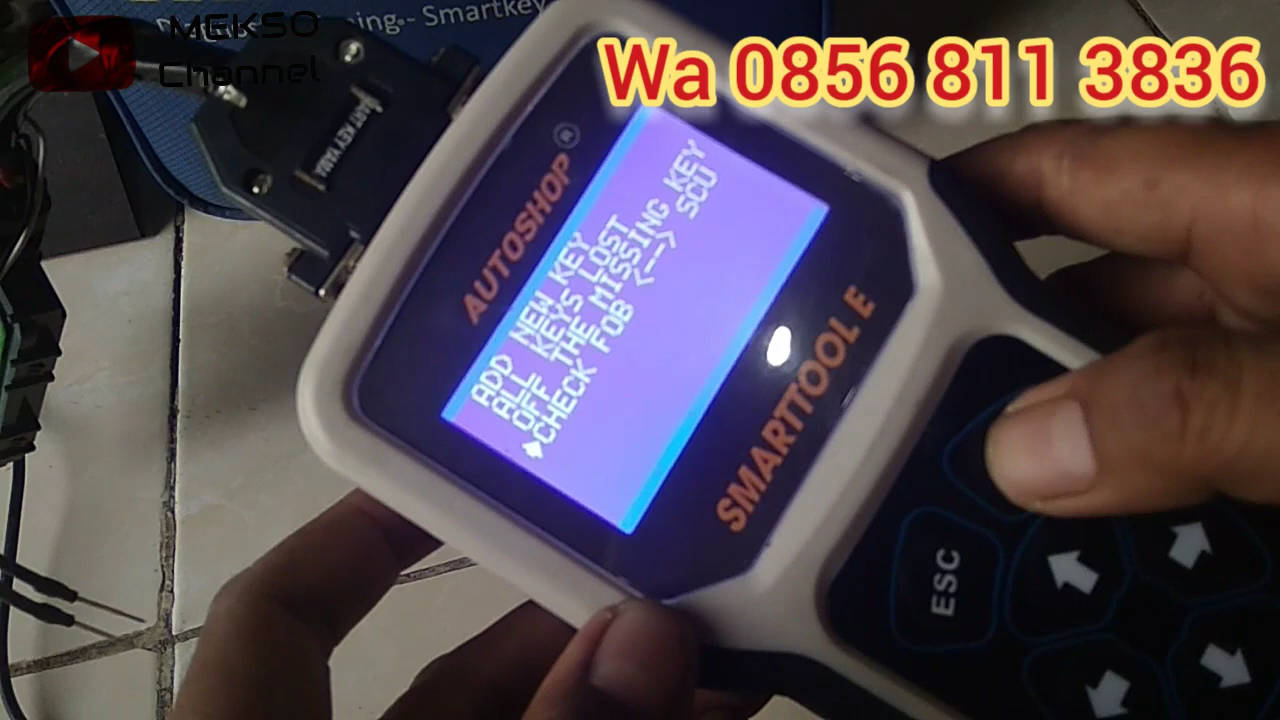 MEKSO
Channel
ning-- Smartkey
Wa 0856 811 3836
AUTOSHOP ®
ADD NEW KEY
ALL KEYS LOST
OFF THE MISSING KEY
CHECK FOB <--> SCU
SMARTTOOL E
ESC